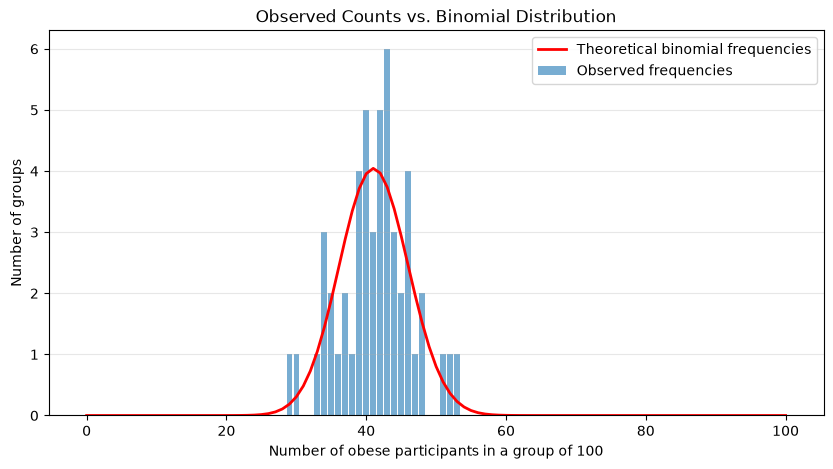 Observed Counts vs. Binomial Distribution
Theoretical binomial frequencies
Observed frequencies
Number of groups
6
5
4
3
2
1
0
0 20 40 60 80 100
Number of obese participants in a group of 100